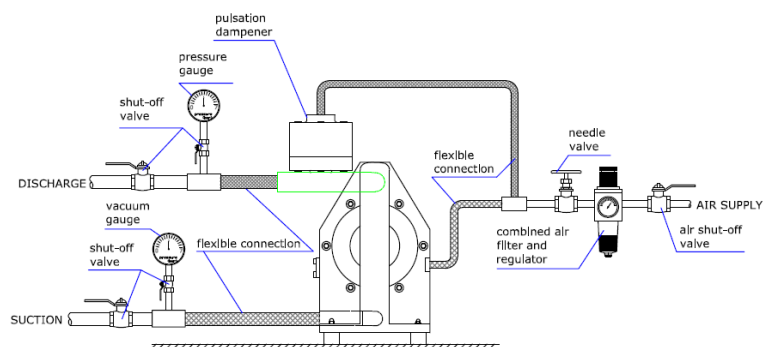 pulsation
dampener
pressure
gauge
shut-off
valve
DISCHARGE
vacuum
gauge
shut-off
valve
flexible connection
SUCTION
flexible
connection
needle
valve
AIR SUPPLY
combined air
filter and
regulator
air shut-off
valve